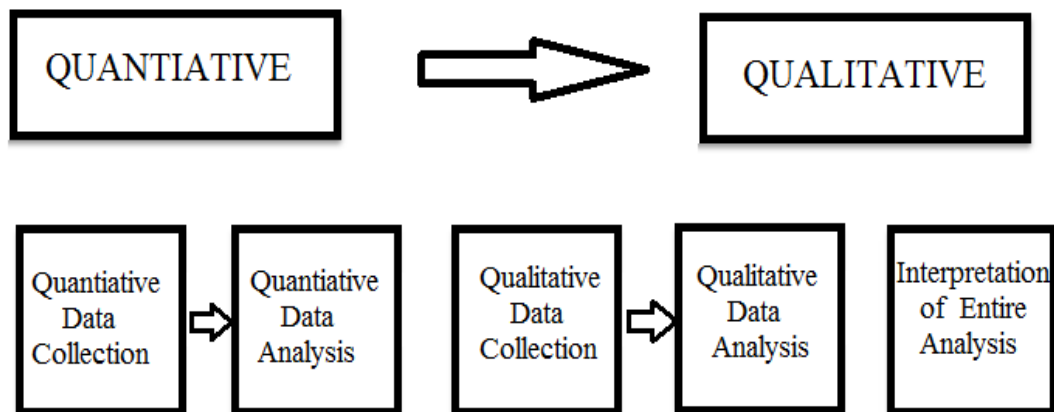 QUANTIATIVE
QUALITATIVE
Quantiative
Data
Collection
Quantiative
Data
Analysis
Qualitative
Data
Collection
Qualitative
Data
Analysis
Interpretation
of Entire
Analysis